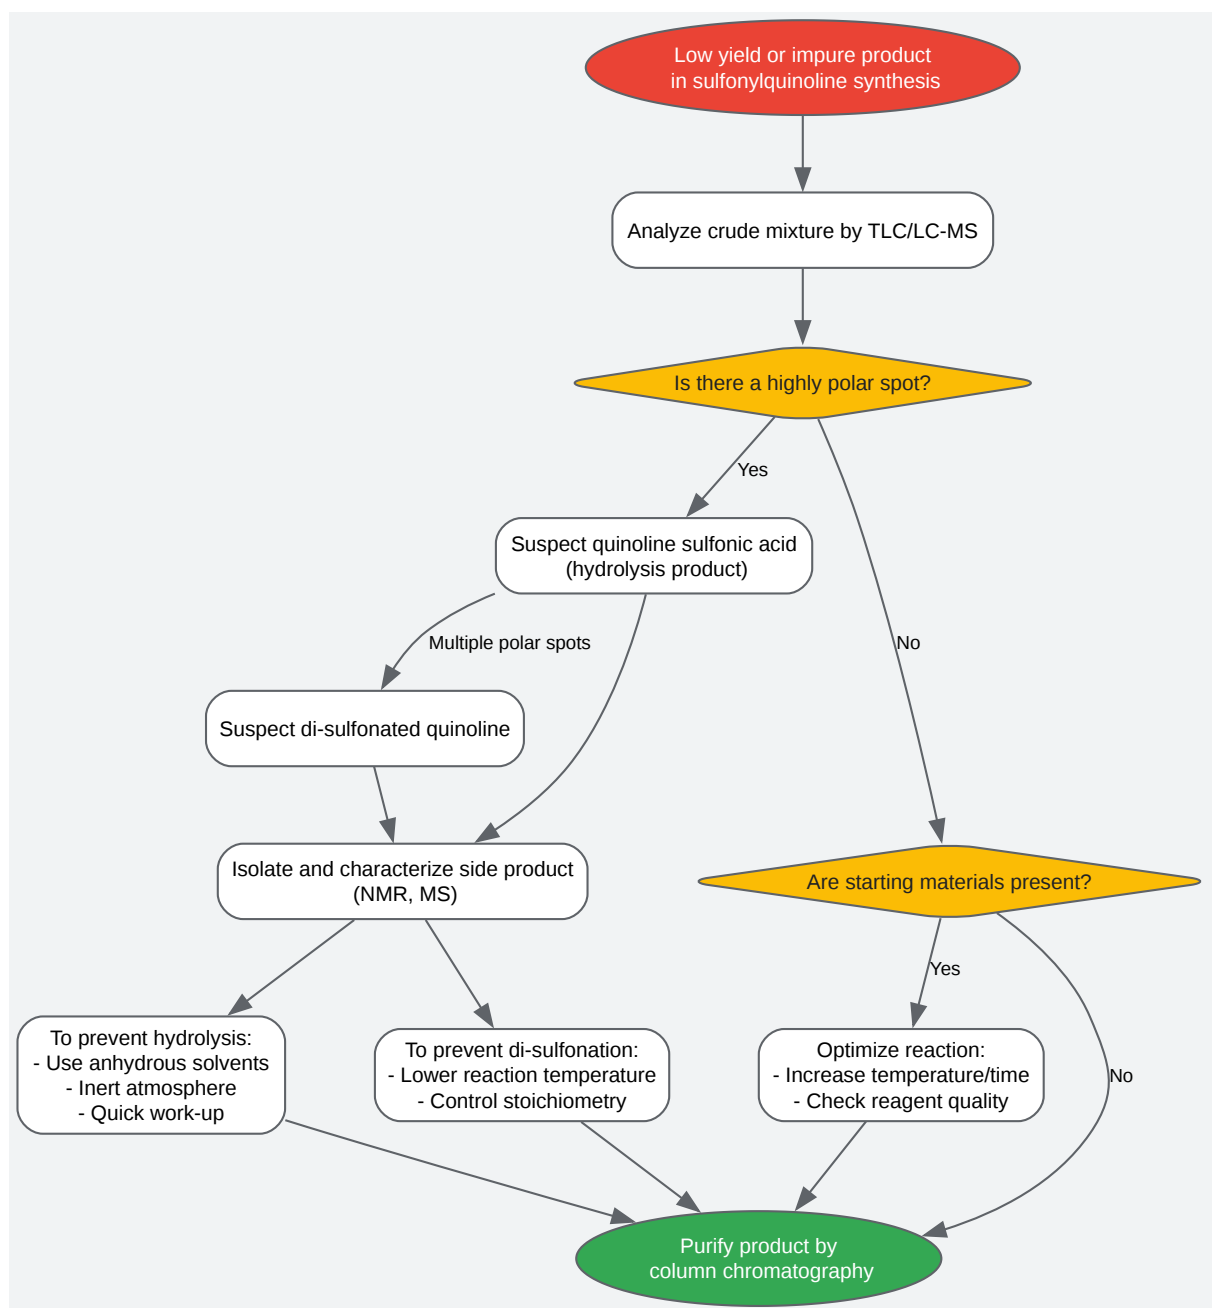 Low yield or impure product
in sulfonylquinoline synthesis
Analyze crude mixture by TLC/LC-MS
Is there a highly polar spot?
Yes
Suspect quinoline sulfonic acid
(hydrolysis product)
Multiple polar spots
No
Suspect di-sulfonated quinoline
Isolate and characterize side product
(NMR, MS)
Are starting materials present?
Yes
To prevent hydrolysis:
- Use anhydrous solvents
- Inert atmosphere
- Quick work-up
To prevent di-sulfonation:
- Lower reaction temperature
- Control stoichiometry
Optimize reaction:
- Increase temperature/time
- Check reagent quality
No
Purify product by
column chromatography